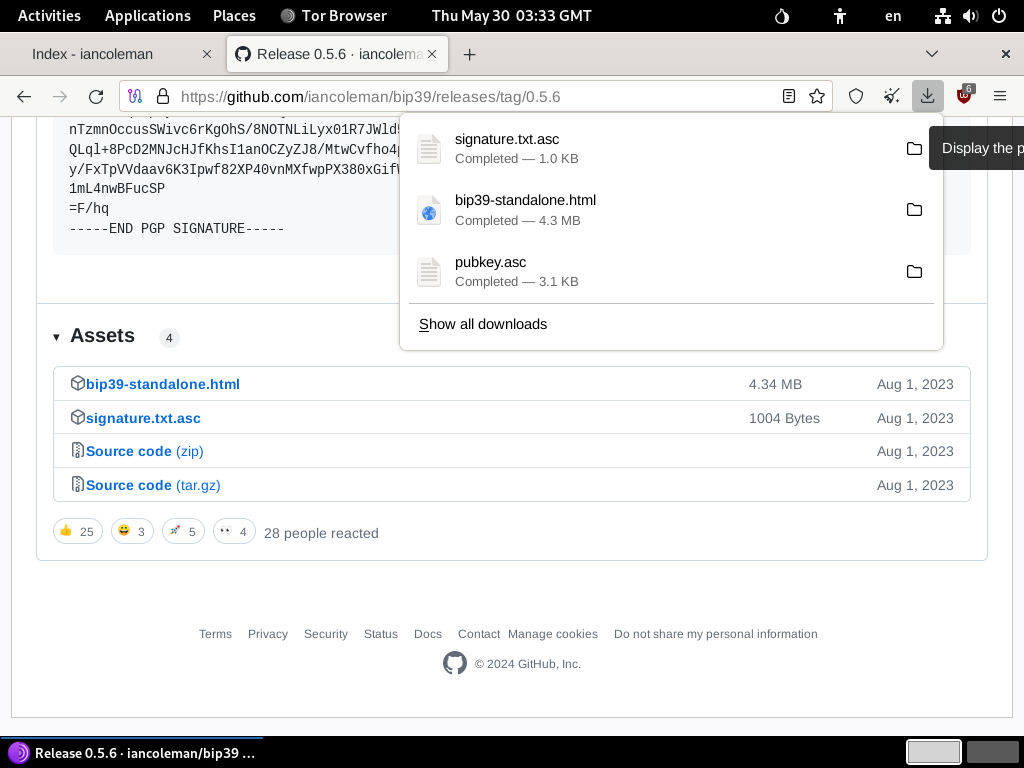 Activities Applications Places Tor Browser Thu May 30 03:33 GMT en
Index - iancoleman Release 0.5.6 · iancolema
https://github.com/iancoleman/bip39/releases/tag/0.5.6 6
nTzmnOccusSWivc6rKgOhS/8NOTNLiLyx01R7JWld
QLql+8PcD2MNJcHJfKhsI1anOCZyZJ8/MtwCvfho4
y/FxTpVVdaav6K3Ipwf82XP40vnMXfwpPX380xGif
1mL4nwBFucSP
=F/hq
-----END PGP SIGNATURE-----
signature.txt.asc
Completed — 1.0 KB
Display the p
bip39-standalone.html
Completed — 4.3 MB
pubkey.asc
Completed — 3.1 KB
Show all downloads
Assets 4
bip39-standalone.html 4.34 MB Aug 1, 2023
signature.txt.asc 1004 Bytes Aug 1, 2023
Source code (zip) Aug 1, 2023
Source code (tar.gz) Aug 1, 2023
👍 25 😄 3 🚀 5 👀 4 28 people reacted
Terms Privacy Security Status Docs Contact Manage cookies Do not share my personal information
© 2024 GitHub, Inc.
Release 0.5.6 · iancoleman/bip39 ...